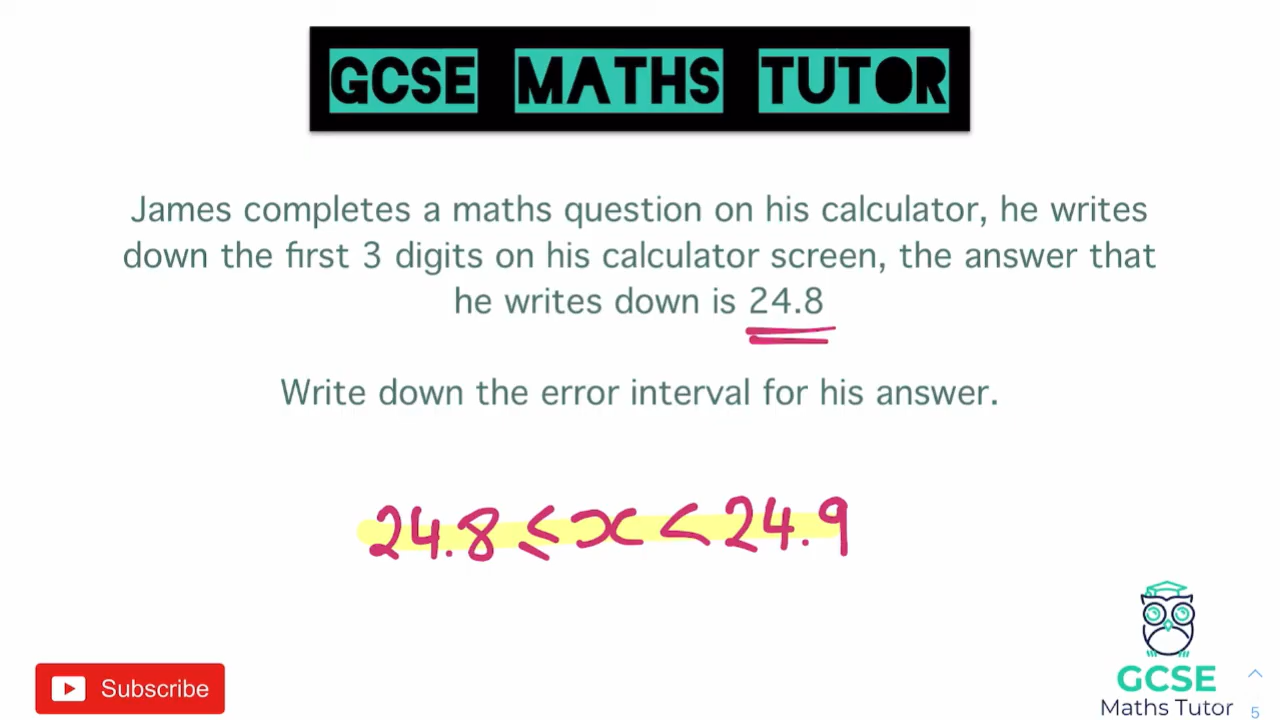 GCSE MATHS TUTOR
James completes a maths question on his calculator, he writes
down the first 3 digits on his calculator screen, the answer that
he writes down is 24.8
Write down the error interval for his answer.
24.8 ≤ x < 24.9
Subscribe
GCSE
Maths Tutor
5